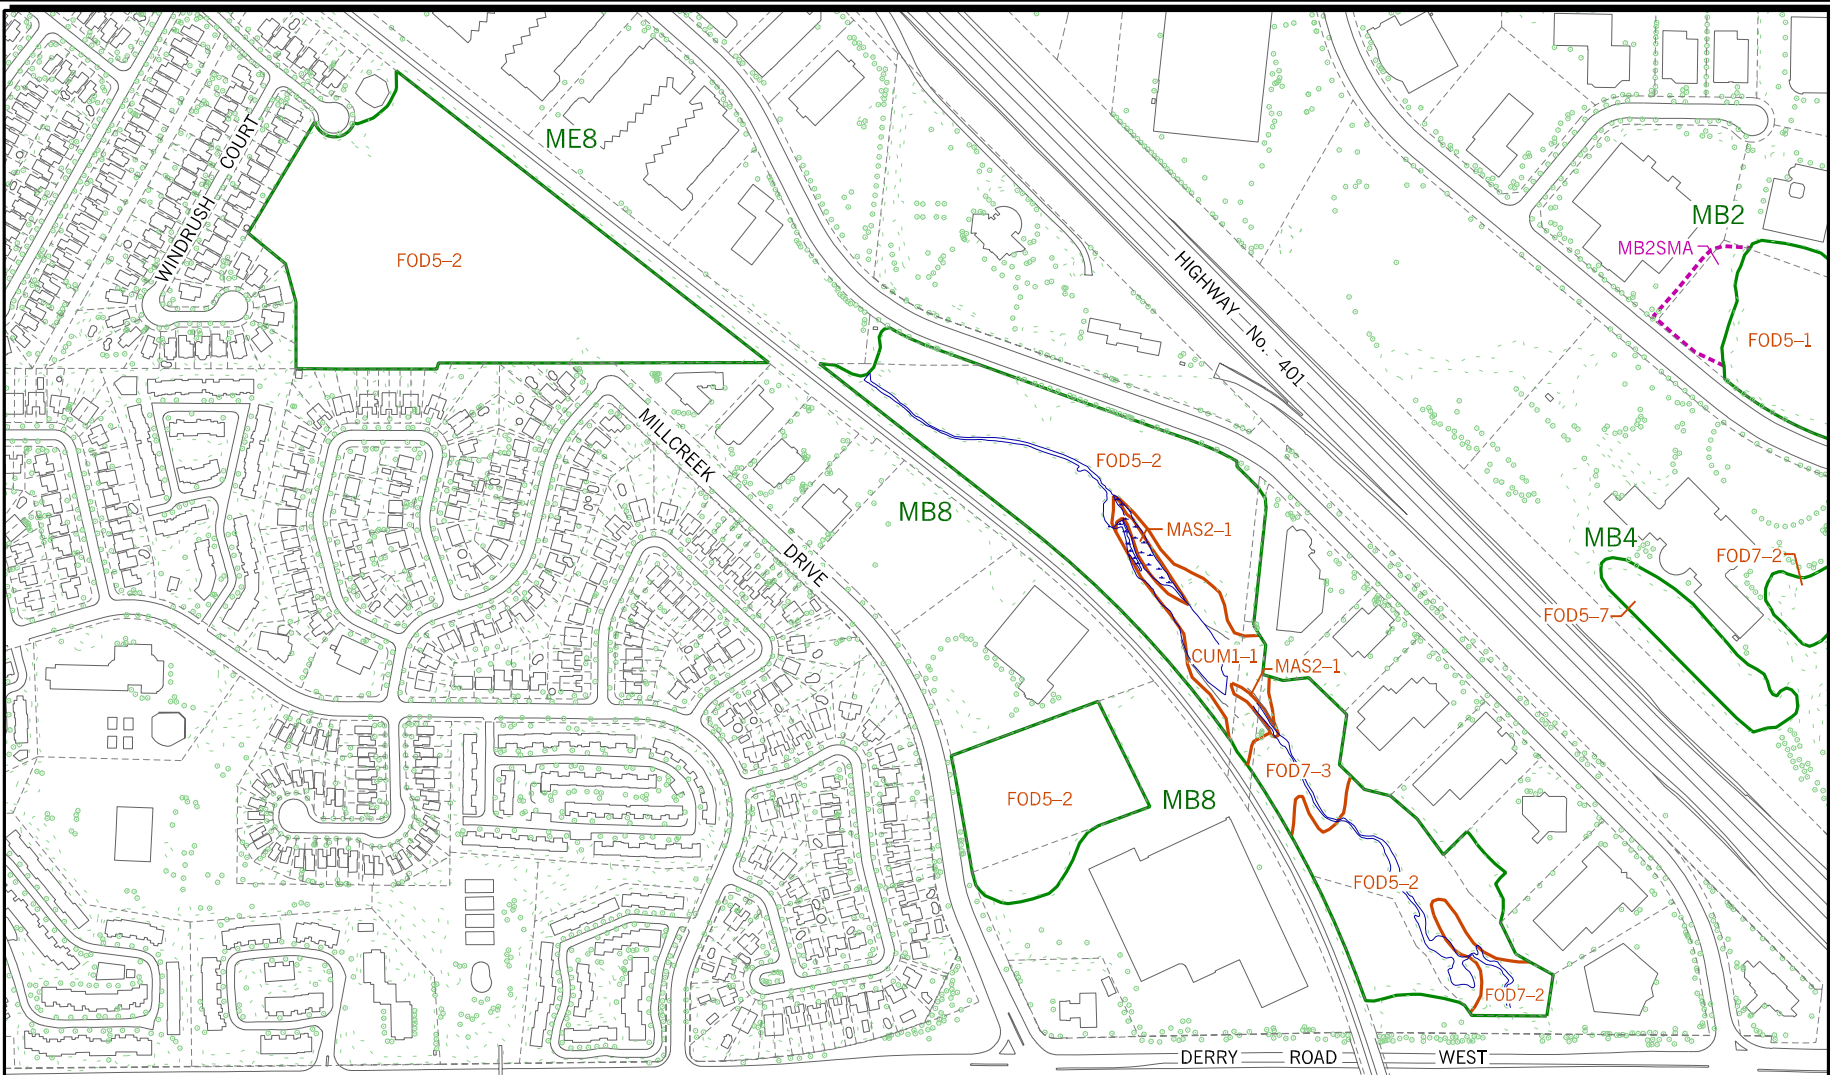 ME8
WINDRUSH COURT
FOD5–2
HIGHWAY No. 401
MB2
MB2SMA
FOD5–1
MILLCREEK DRIVE
FOD5–2
MB8
MAS2–1
MB4
FOD7–2
FOD5–7
CUM1–1
MAS2–1
FOD7–3
FOD5–2
MB8
FOD5–2
FOD7–2
DERRY ROAD WEST